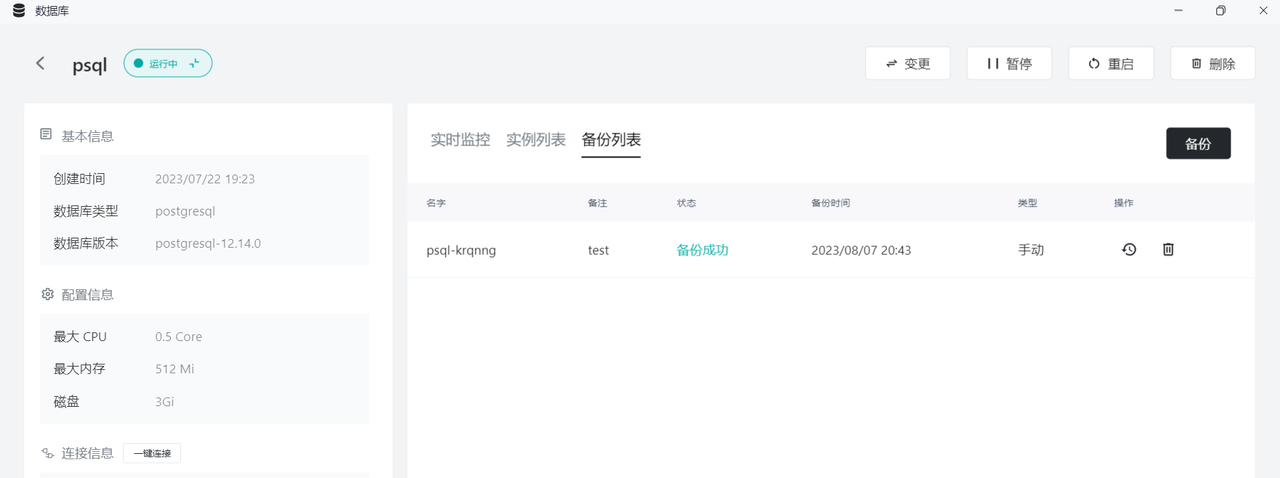 数据库
psql 运行中
变更 暂停 重启 删除
基本信息
创建时间 2023/07/22 19:23
数据库类型 postgresql
数据库版本 postgresql-12.14.0
配置信息
最大 CPU 0.5 Core
最大内存 512 Mi
磁盘 3Gi
连接信息 一键连接
实时监控 实例列表 备份列表
备份
名字 备注 状态 备份时间 类型 操作
psql-krqnng test 备份成功 2023/08/07 20:43 手动